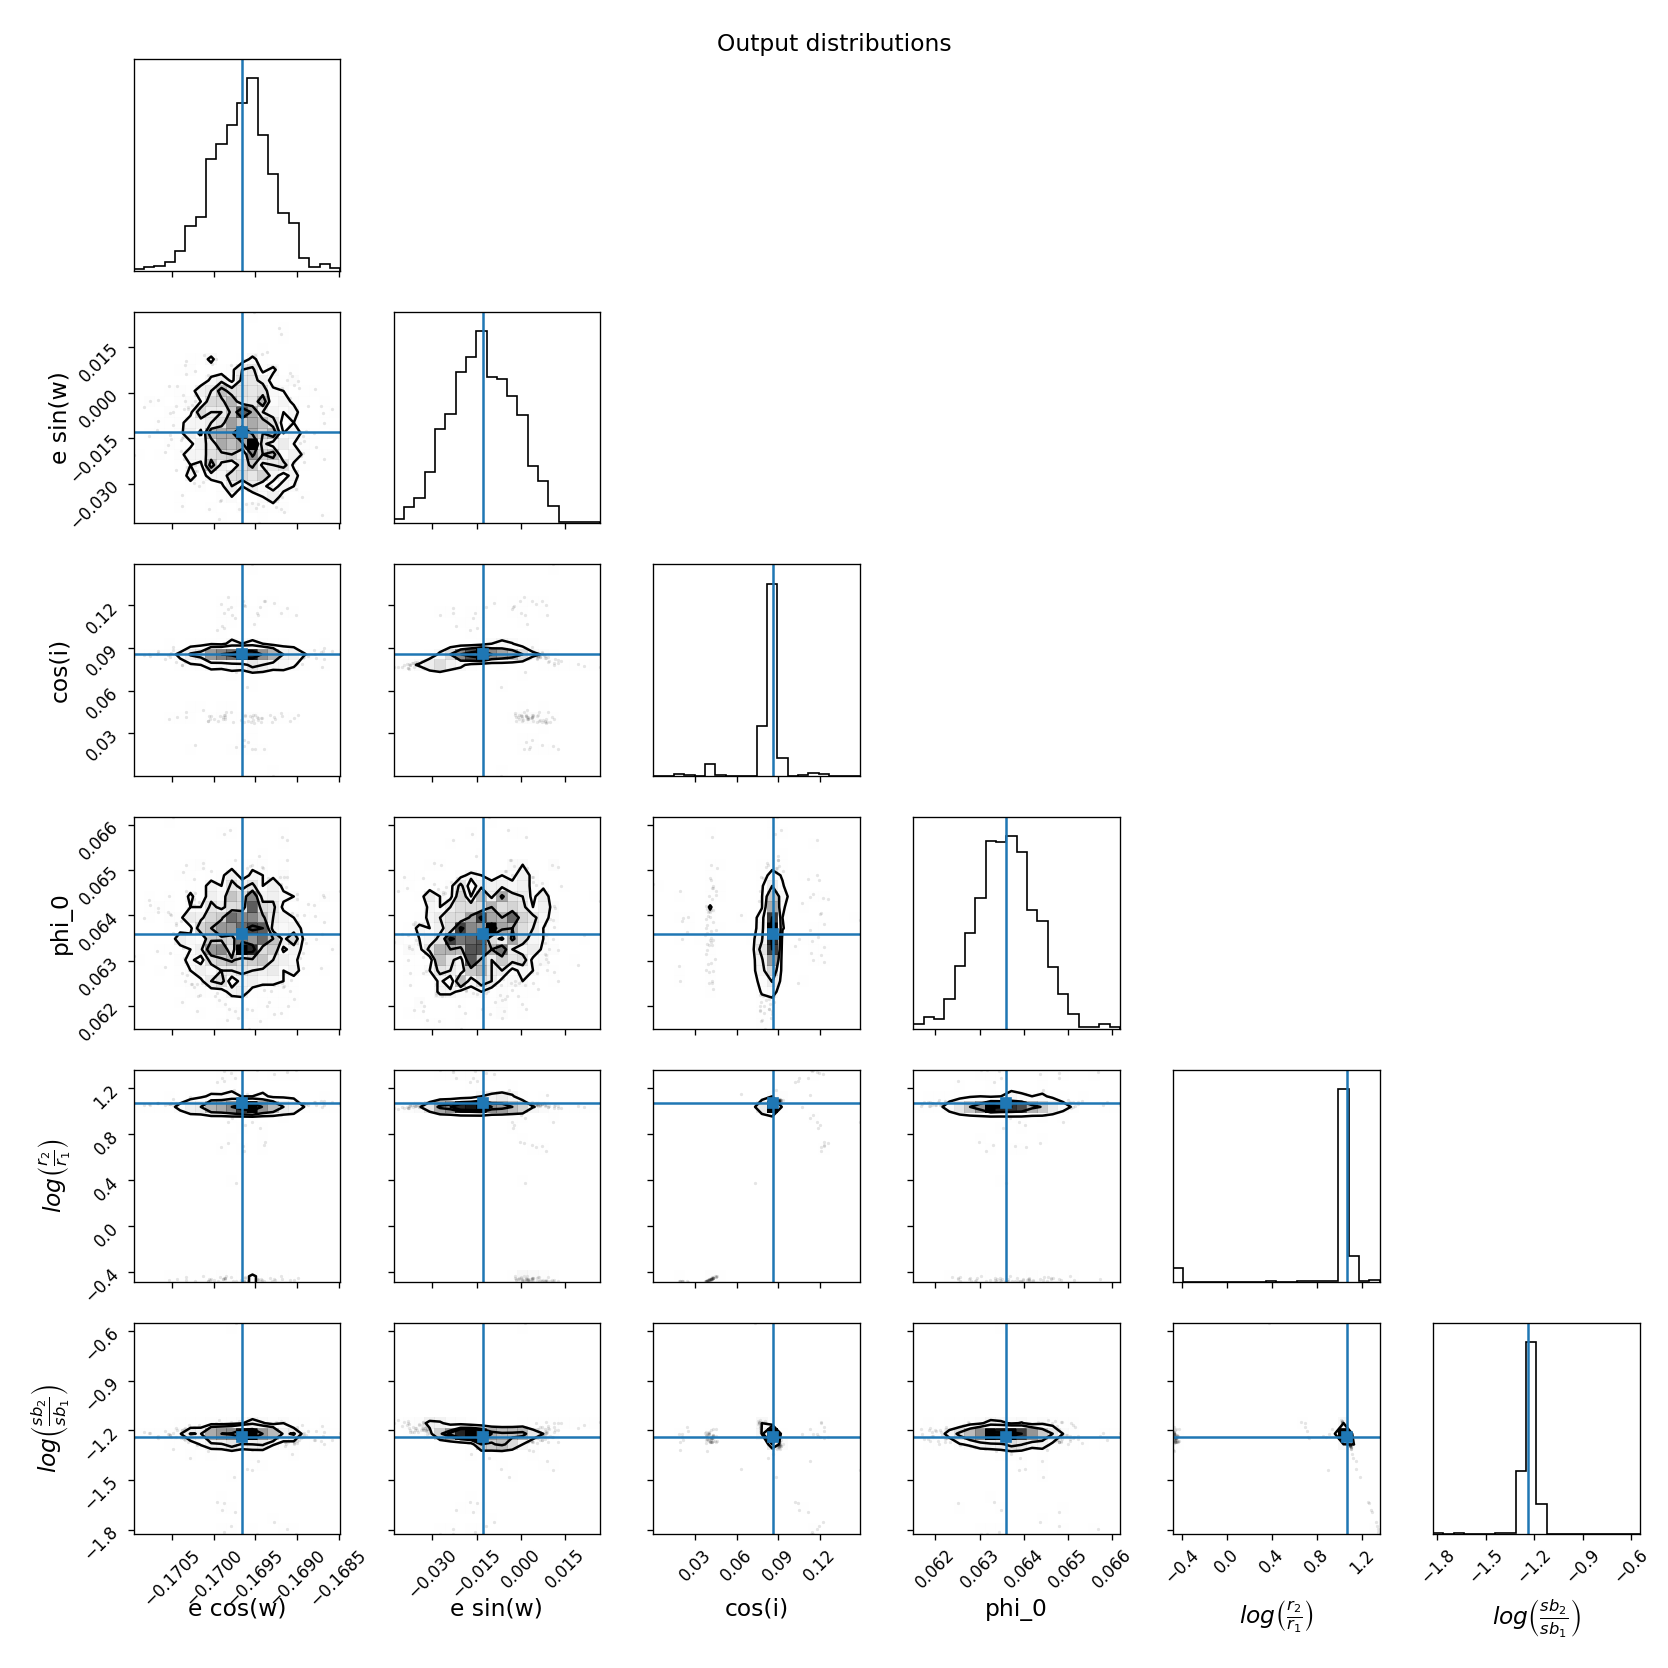 Output distributions
e sin(w)
0.015
0.000
−0.015
−0.030
cos(i)
0.12
0.09
0.06
0.03
phi_0
0.066
0.065
0.064
0.063
0.062
log(r₂/r₁)
1.2
0.8
0.4
0.0
−0.4
log(sb₂/sb₁)
−0.6
−0.9
−1.2
−1.5
−1.8
−0.1705 −0.1700 −0.1695 −0.1690 −0.1685
−0.030 −0.015 0.000 0.015
0.03 0.06 0.09 0.12
0.062 0.063 0.064 0.065 0.066
−0.4 0.0 0.4 0.8 1.2
−1.8 −1.5 −1.2 −0.9 −0.6
e cos(w) e sin(w) cos(i) phi_0 log(r₂/r₁) log(sb₂/sb₁)